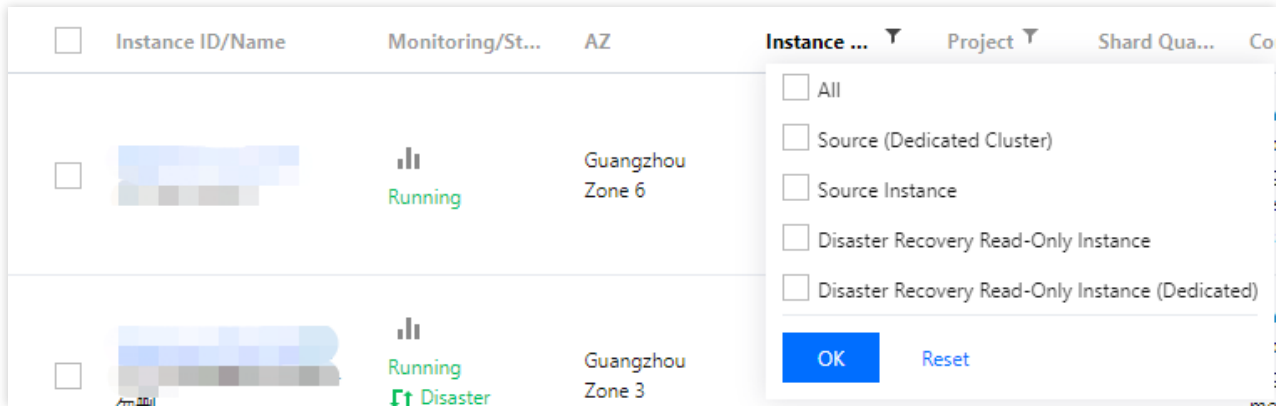 Instance ID/Name
Monitoring/St...
AZ
Instance ...
Project
Shard Qua...
Co
All
Source (Dedicated Cluster)
Source Instance
Disaster Recovery Read-Only Instance
Disaster Recovery Read-Only Instance (Dedicated)
OK
Reset
Running
Guangzhou
Zone 6
Running
Disaster
Guangzhou
Zone 3